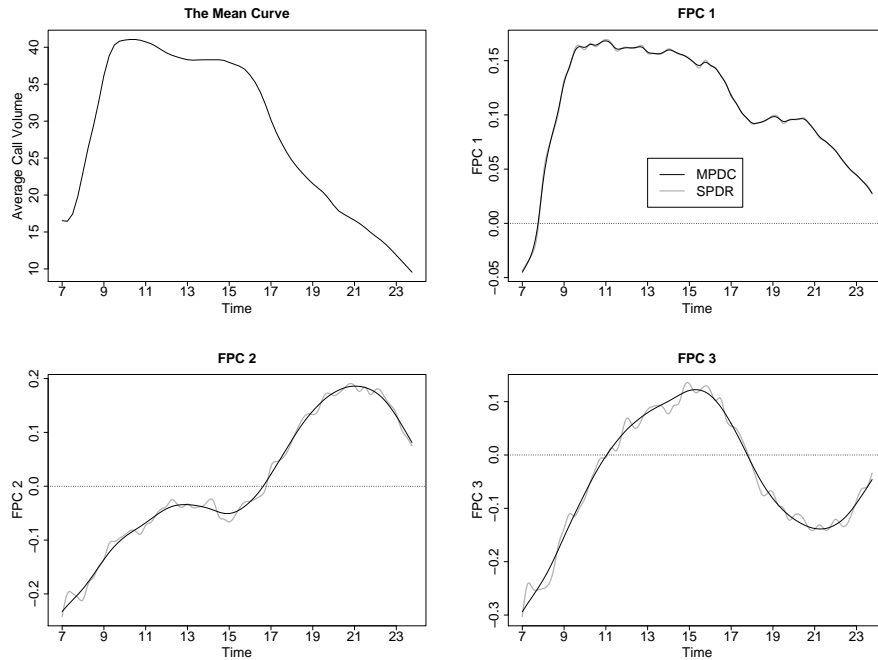 The Mean Curve
Average Call Volume
40
35
30
25
20
15
10
7 9 11 13 15 17 19 21 23
Time
FPC 1
FPC 1
0.15
0.10
0.05
0.00
−0.05
MPDC
SPDR
7 9 11 13 15 17 19 21 23
Time
FPC 2
FPC 2
0.2
0.1
0.0
−0.1
−0.2
7 9 11 13 15 17 19 21 23
Time
FPC 3
FPC 3
0.1
0.0
−0.1
−0.2
−0.3
7 9 11 13 15 17 19 21 23
Time